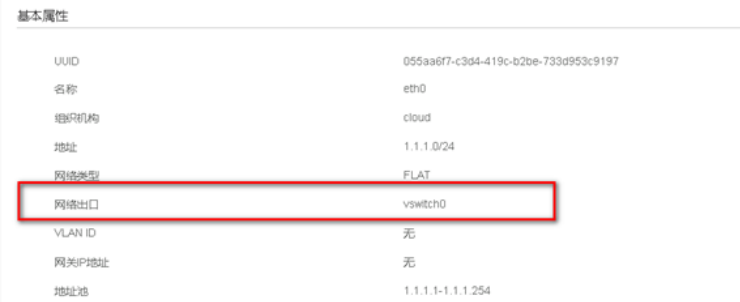 基本属性
UUID 055aa6f7-c3d4-419c-b2be-733d953c9197
名称 eth0
组织机构 cloud
地址 1.1.1.0/24
网络类型 FLAT
网络出口 vswitch0
VLAN ID 无
网关IP地址 无
地址池 1.1.1.1-1.1.1.254